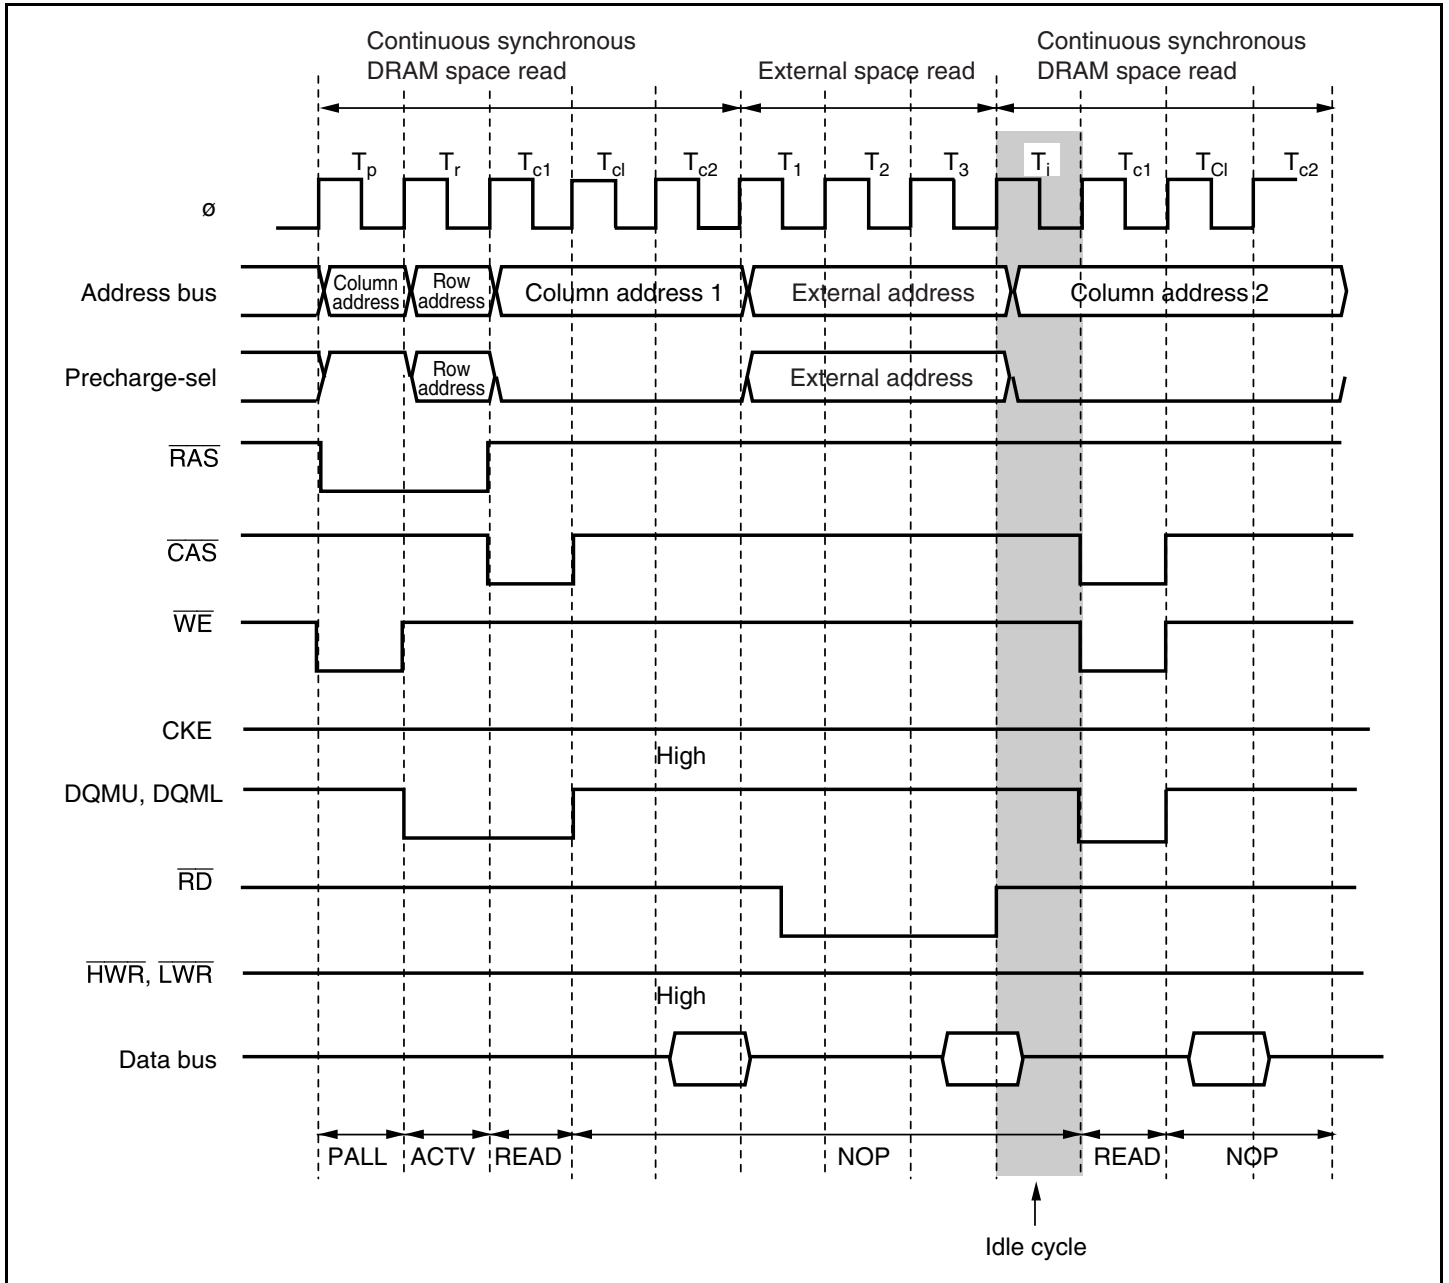 Continuous synchronous
DRAM space read
External space read
Continuous synchronous
DRAM space read
Tp Tr Tc1 Tcl Tc2 T1 T2 T3 Ti Tc1 TCl Tc2
ø
Address bus
Column
address
Row
address
Column address 1
External address
Column address 2
Precharge-sel
Row
address
External address
RAS
CAS
WE
CKE
High
DQMU, DQML
RD
HWR, LWR
High
Data bus
PALL ACTV READ NOP READ NOP
Idle cycle